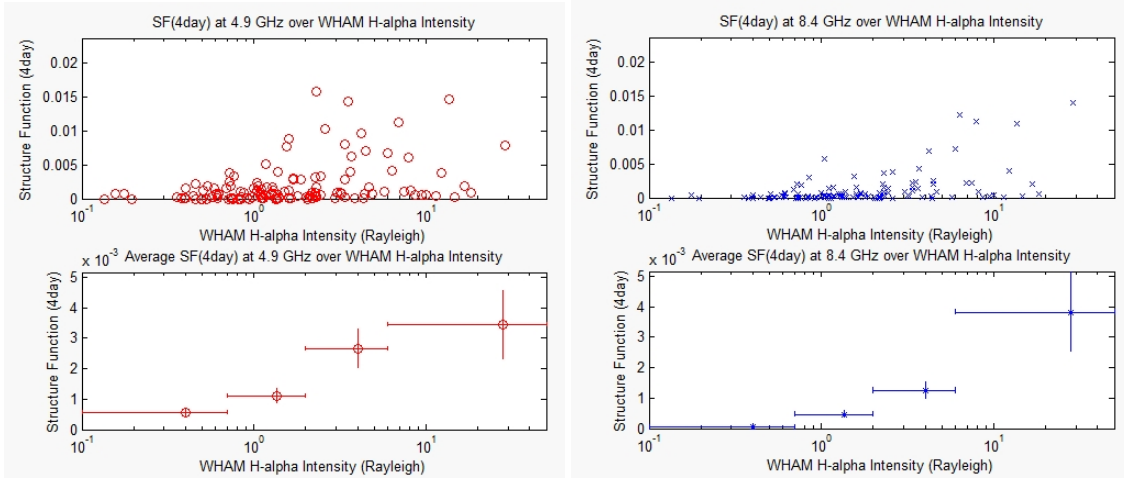 SF(4day) at 4.9 GHz over WHAM H-alpha Intensity
Structure Function (4day)
0.02
0.015
0.01
0.005
0
10^-1
10^0
10^1
WHAM H-alpha Intensity (Rayleigh)
SF(4day) at 8.4 GHz over WHAM H-alpha Intensity
Structure Function (4day)
0.02
0.015
0.01
0.005
0
10^-1
10^0
10^1
WHAM H-alpha Intensity (Rayleigh)
x 10^-3
Average SF(4day) at 4.9 GHz over WHAM H-alpha Intensity
Structure Function (4day)
5
4
3
2
1
0
10^-1
10^0
10^1
WHAM H-alpha Intensity (Rayleigh)
x 10^-3
Average SF(4day) at 8.4 GHz over WHAM H-alpha Intensity
Structure Function (4day)
5
4
3
2
1
0
10^-1
10^0
10^1
WHAM H-alpha Intensity (Rayleigh)